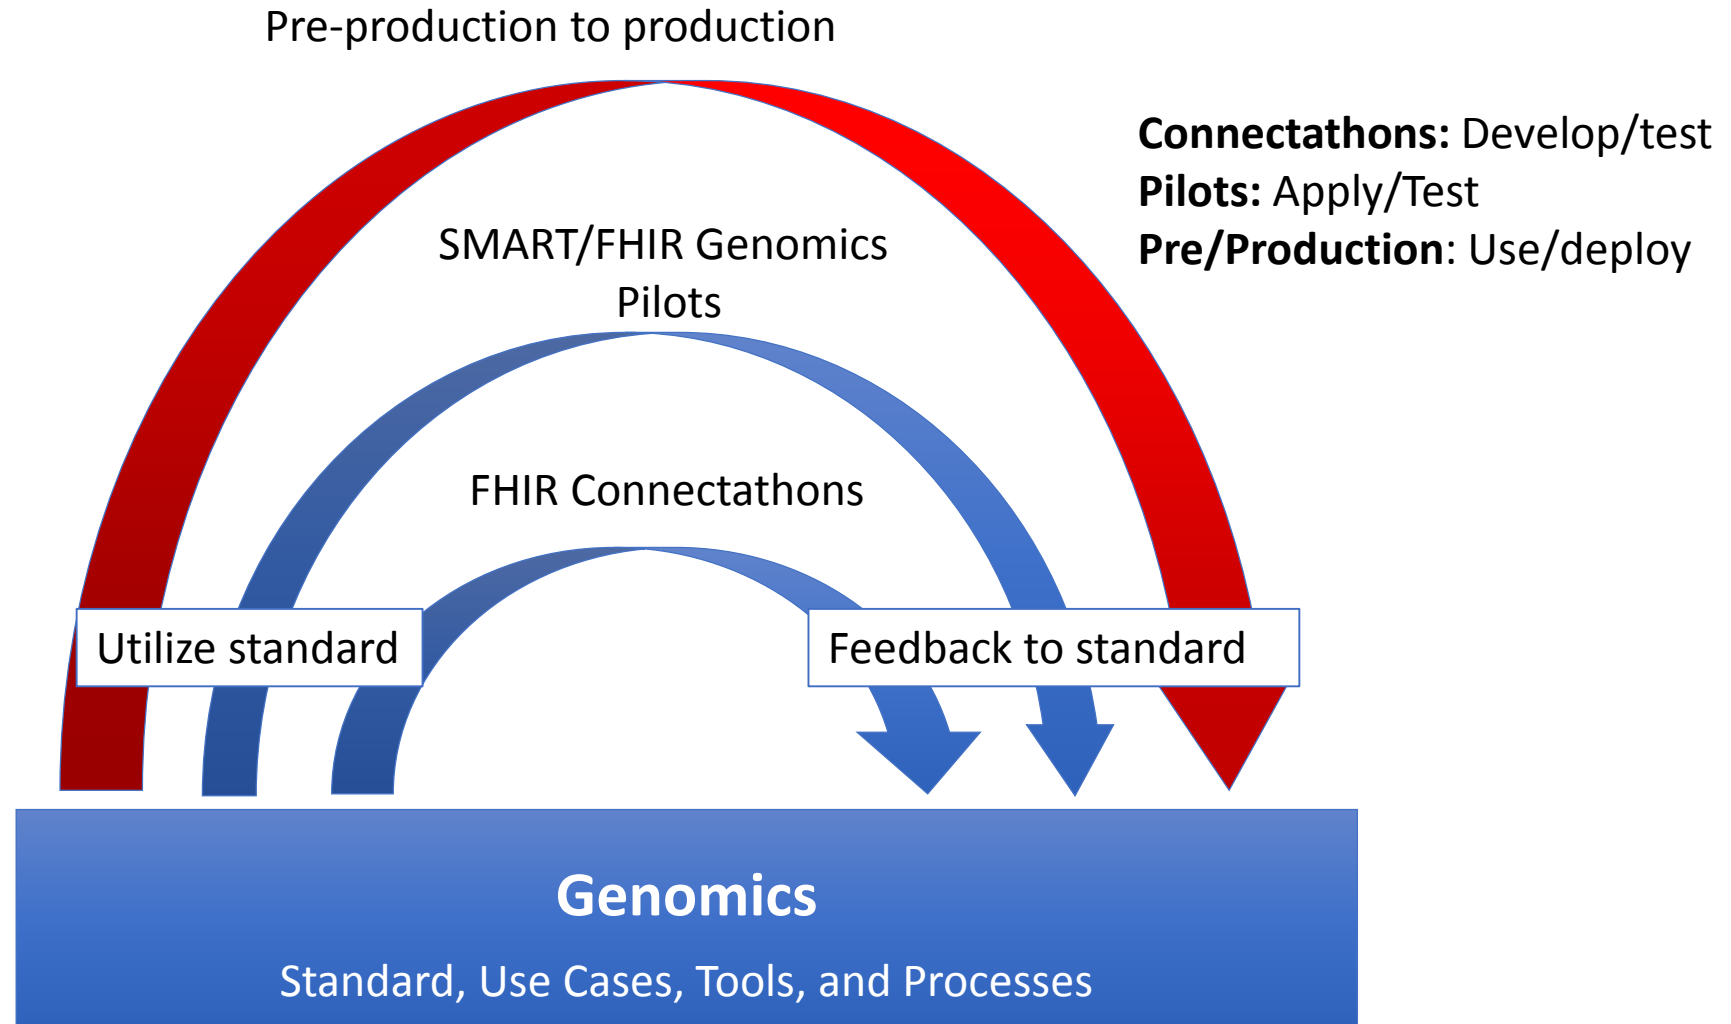 Pre-production to production
Connectathons: Develop/test
Pilots: Apply/Test
Pre/Production: Use/deploy
SMART/FHIR Genomics
Pilots
FHIR Connectathons
Utilize standard
Feedback to standard
Genomics
Standard, Use Cases, Tools, and Processes